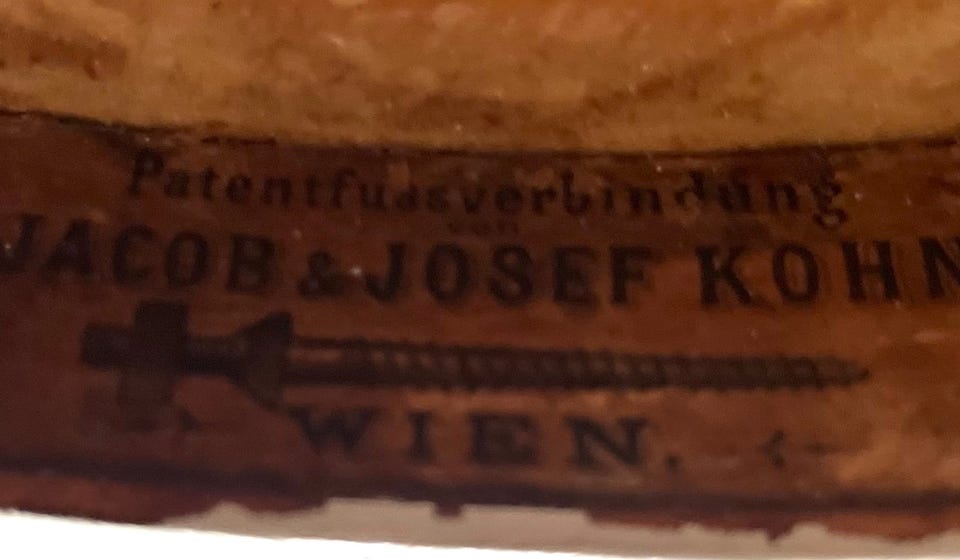 Patentfussverbindung
von
JACOB & JOSEF KOHN
WIEN.